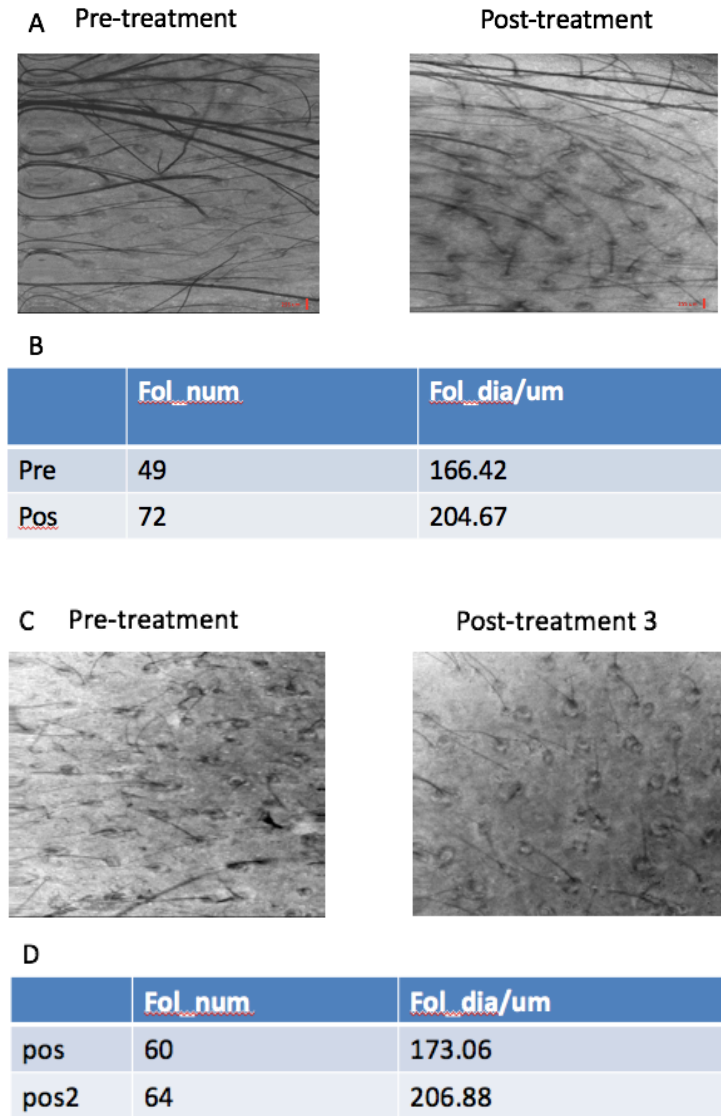 A Pre-treatment Post-treatment
B
Fol_num Fol_dia/um
Pre 49 166.42
Pos 72 204.67
C Pre-treatment Post-treatment 3
D
Fol_num Fol_dia/um
pos 60 173.06
pos2 64 206.88